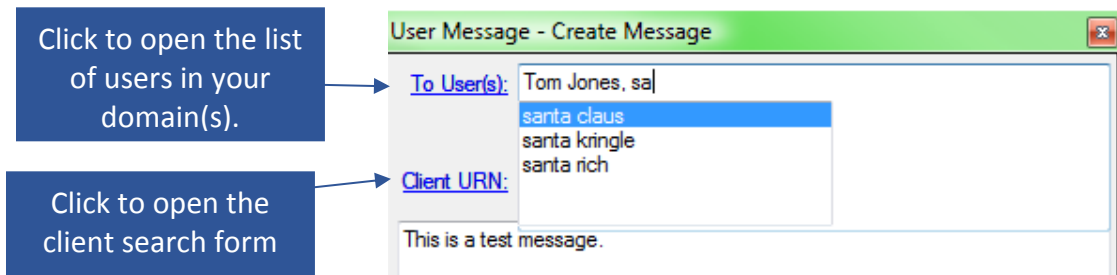 Click to open the list
of users in your
domain(s).
Click to open the
client search form
User Message - Create Message
To User(s):
Tom Jones, sa
santa claus
santa kringle
santa rich
Client URN:
This is a test message.